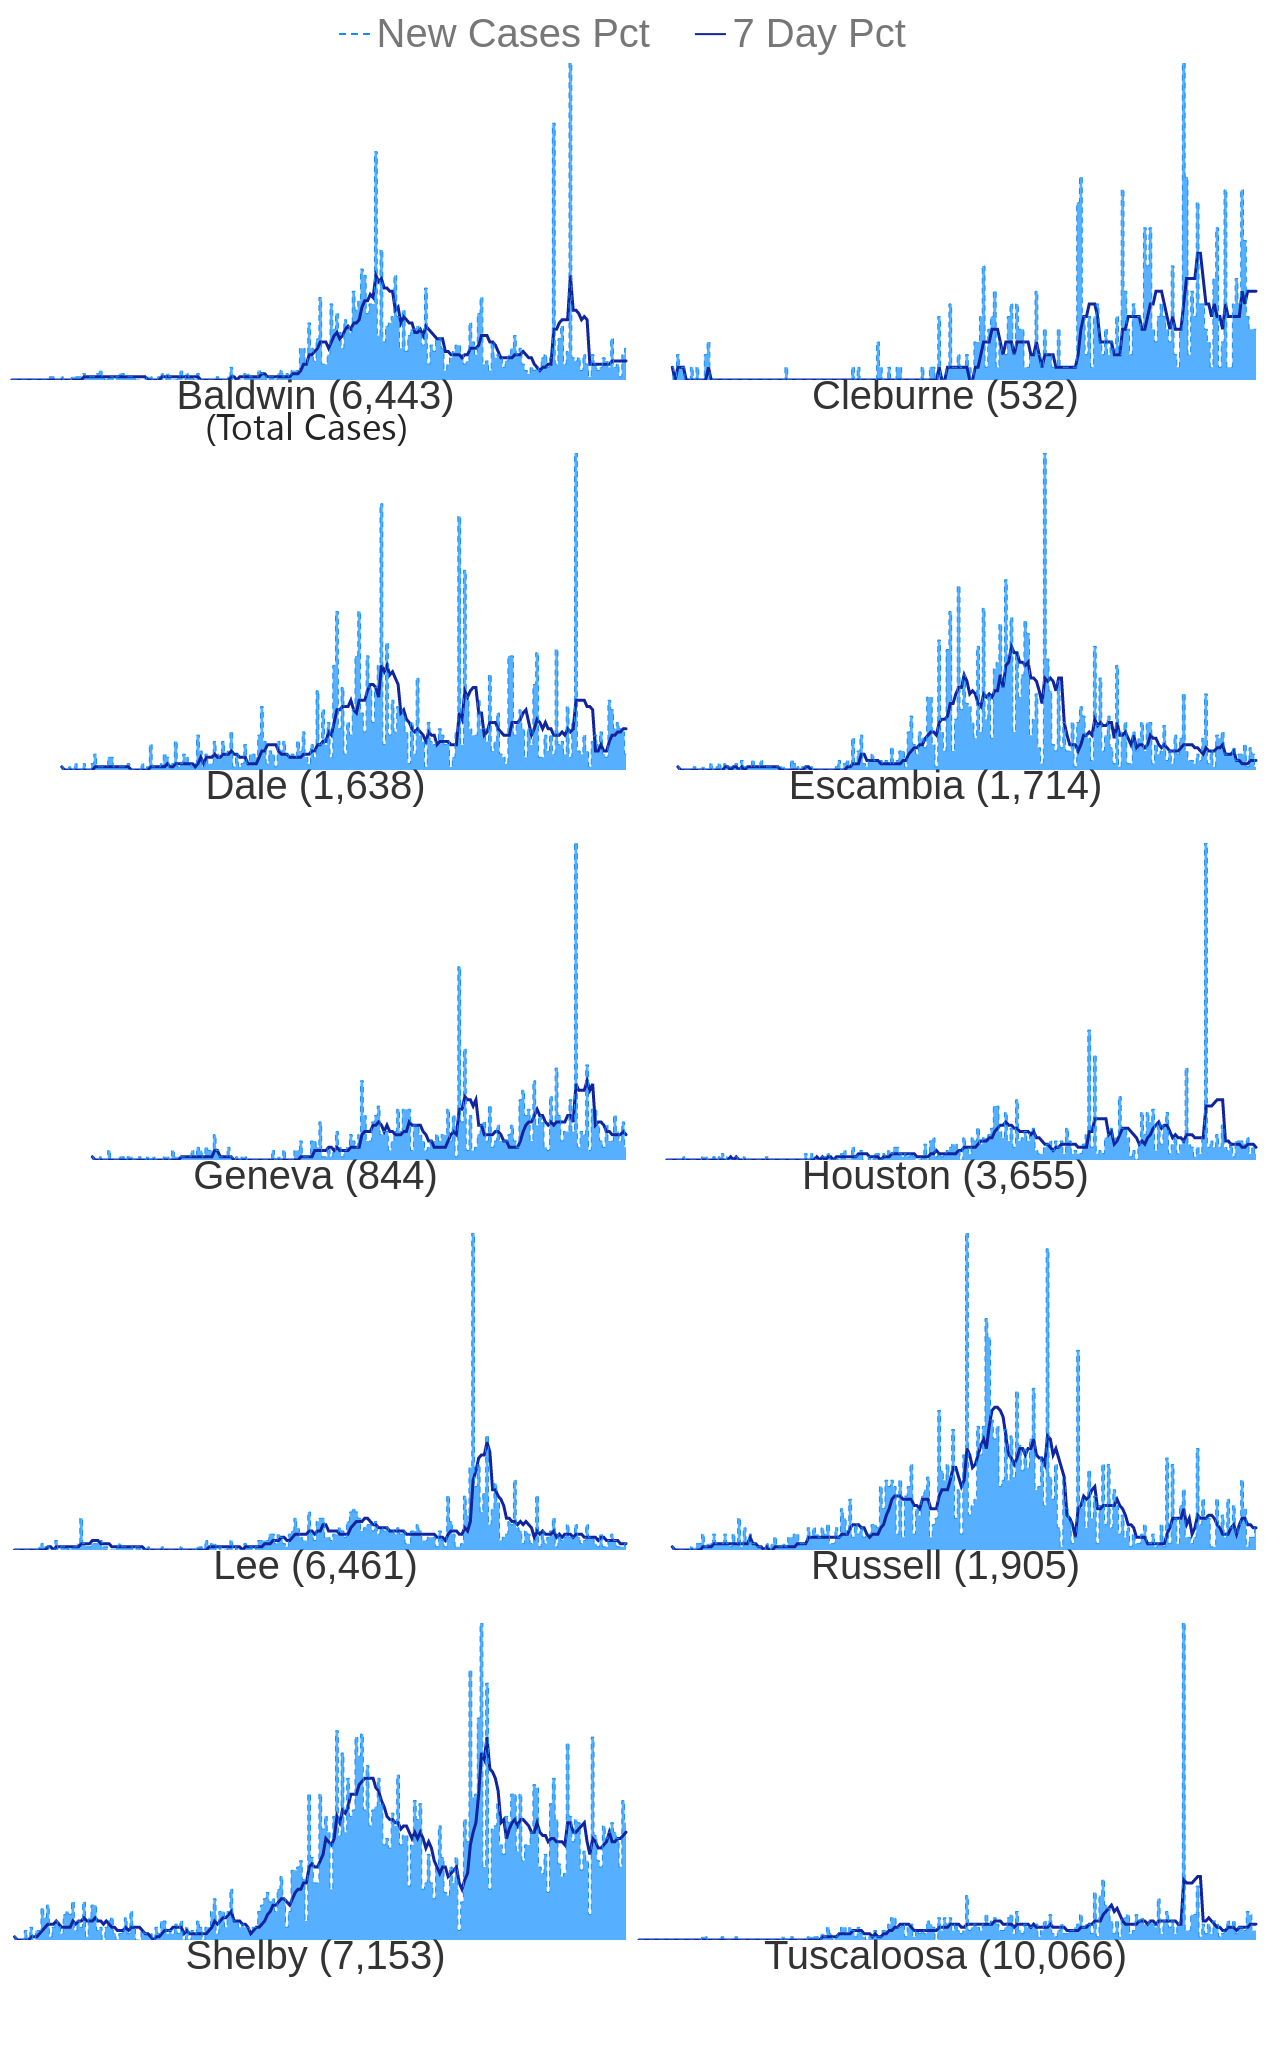 New Cases Pct 7 Day Pct
Baldwin (6,443) Cleburne (532)
(Total Cases)
Dale (1,638) Escambia (1,714)
Geneva (844) Houston (3,655)
Lee (6,461) Russell (1,905)
Shelby (7,153) Tuscaloosa (10,066)